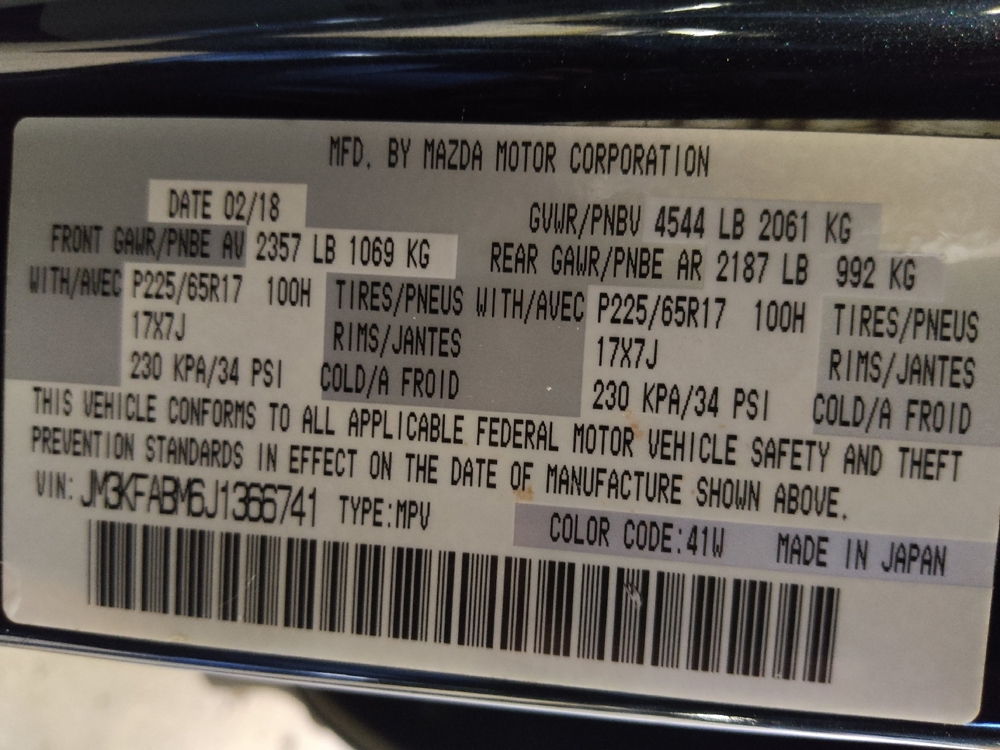 MFD. BY MAZDA MOTOR CORPORATION
DATE 02/18
GVWR/PNBV 4544 LB 2061 KG
FRONT GAWR/PNBE AV 2357 LB 1069 KG
REAR GAWR/PNBE AR 2187 LB 992 KG
WITH/AVEC P225/65R17 100H TIRES/PNEUS WITH/AVEC P225/65R17 100H TIRES/PNEUS
17X7J RIMS/JANTES 17X7J RIMS/JANTES
230 KPA/34 PSI COLD/A FROID 230 KPA/34 PSI COLD/A FROID
THIS VEHICLE CONFORMS TO ALL APPLICABLE FEDERAL MOTOR VEHICLE SAFETY AND THEFT
PREVENTION STANDARDS IN EFFECT ON THE DATE OF MANUFACTURE SHOWN ABOVE.
VIN: JM3KFABM6J1366741 TYPE:MPV COLOR CODE:41W MADE IN JAPAN